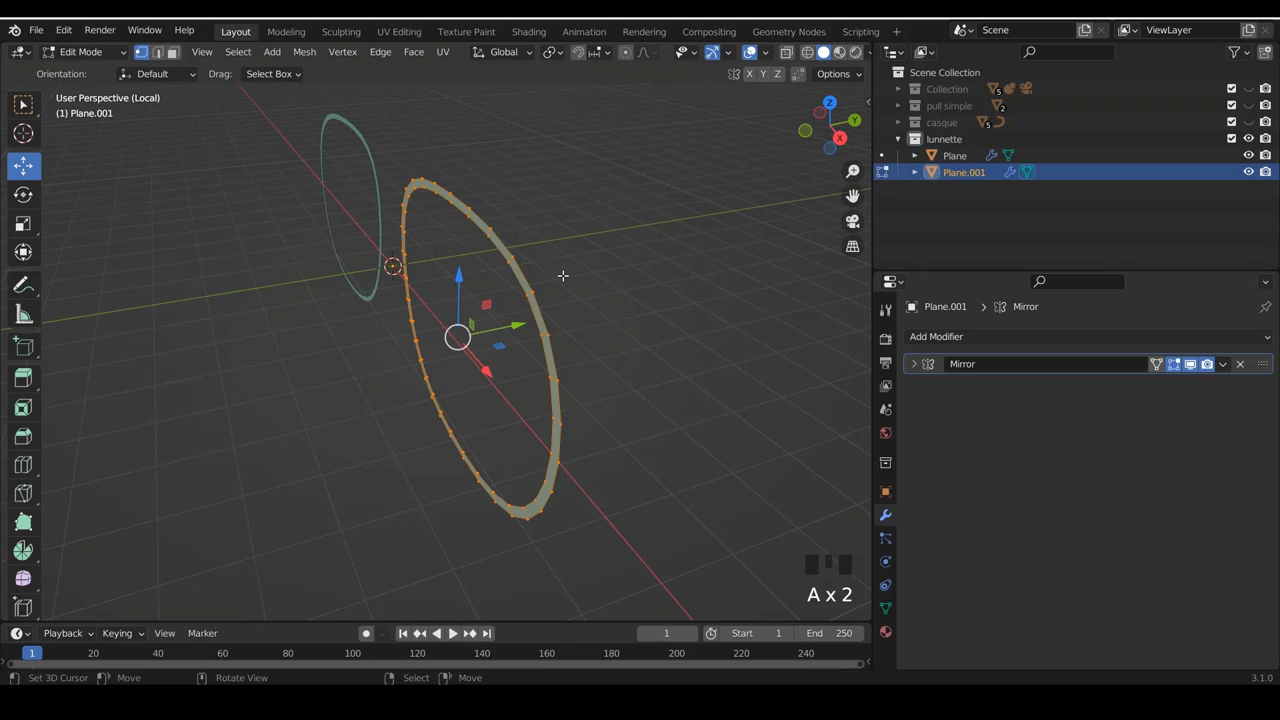 File Edit Render Window Help Layout Modeling Sculpting UV Editing Texture Paint Shading Animation Rendering Compositing Geometry Nodes Scripting Scene ViewLayer
Edit Mode View Select Add Mesh Vertex Edge Face UV Global
Orientation: Default Drag: Select Box X Y Z Options
User Perspective (Local)
(1) Plane.001
Z
Y
X
Scene Collection
Collection 5
pull simple 2
casque 5
lunnette
Plane
Plane.001
Plane.001 Mirror
Add Modifier
Mirror
A x 2
Playback Keying View Marker 1 Start 1 End 250
1 20 40 60 80 100 120 140 160 180 200 220 240
Set 3D Cursor Move Rotate View Select Move 3.1.0